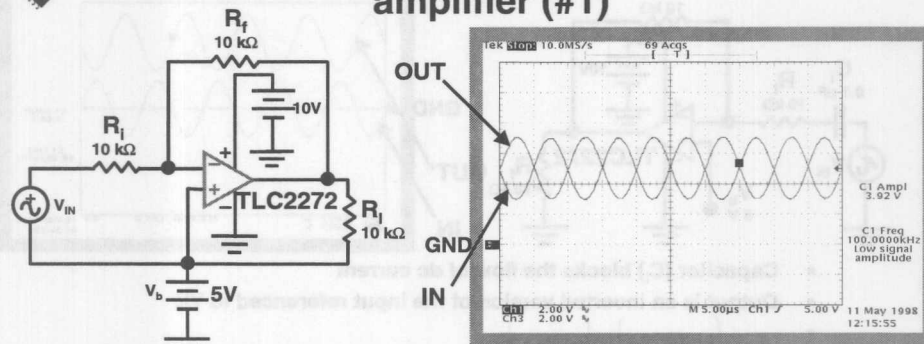 amplifier (#1)
Rf
10 kΩ
10V
Ri
10 kΩ
VIN
TLC2272
Rl
10 kΩ
Vb
5V
OUT
GND
IN
Tek Stop 10.0MS/s 69 Acqs
[ T ]
C1 Ampl
3.92 V
C1 Freq
100.0000kHz
Low signal
amplitude
Ch1 2.00 V M 5.00µs Ch1 5.00 V
Ch3 2.00 V
11 May 1998
12:15:55